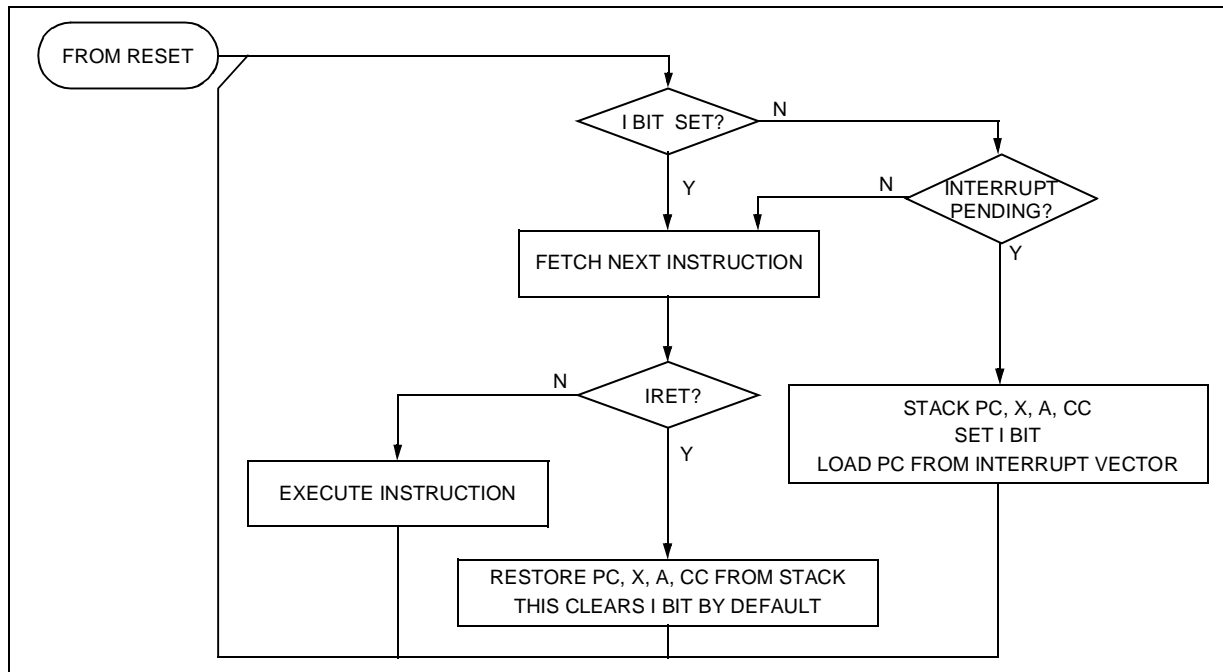 FROM RESET
I BIT SET?
N
Y
N
INTERRUPT
PENDING?
Y
FETCH NEXT INSTRUCTION
N
IRET?
Y
STACK PC, X, A, CC
SET I BIT
LOAD PC FROM INTERRUPT VECTOR
EXECUTE INSTRUCTION
RESTORE PC, X, A, CC FROM STACK
THIS CLEARS I BIT BY DEFAULT